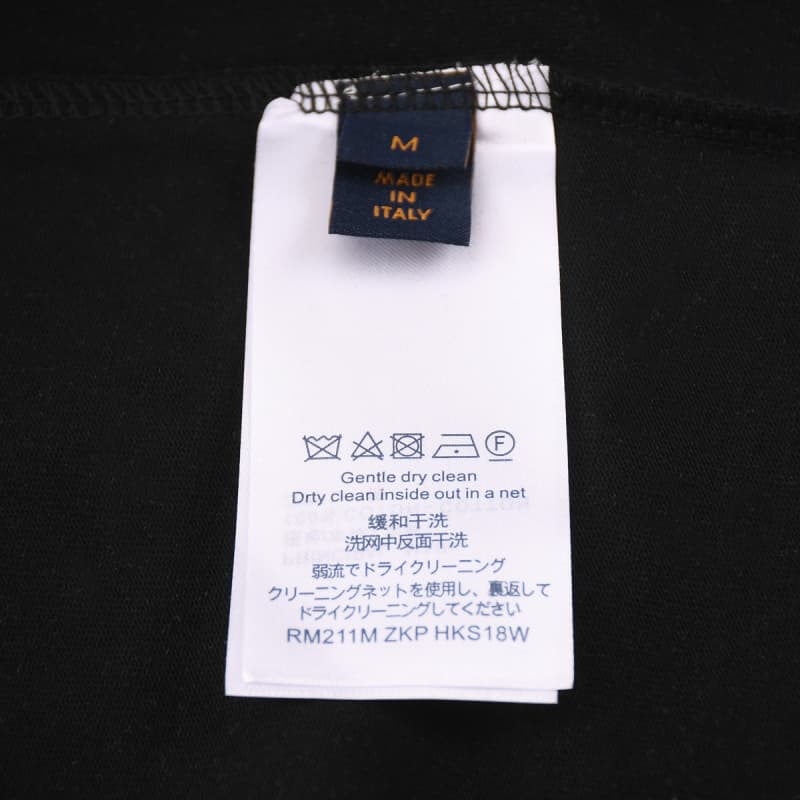 M
MADE
IN
ITALY
F
Gentle dry clean
Drty clean inside out in a net
缓和干洗
洗网中反面干洗
弱流でドライクリーニング
クリーニングネットを使用し、裏返して
ドライクリーニングしてください
RM211M ZKP HKS18W